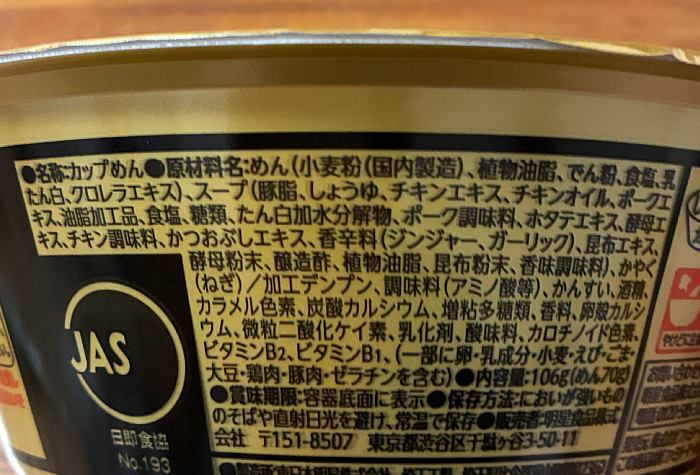 ●名称:カップめん●原材料名:めん(小麦粉(国内製造)、植物油脂、でん粉、食塩、乳
たん白、クロレラエキス)、スープ(豚脂、しょうゆ、チキンエキス、チキンオイル、ポークエ
キス、油脂加工品、食塩、糖類、たん白加水分解物、ポーク調味料、ホタテエキス、酵母エ
キス、チキン調味料、かつおぶしエキス、香辛料(ジンジャー、ガーリック)、昆布エキス、
酵母粉末、醸造酢、植物油脂、昆布粉末、香味調味料)、かやく
(ねぎ)/加工デンプン、調味料(アミノ酸等)、かんすい、酒精、
カラメル色素、炭酸カルシウム、増粘多糖類、香料、卵殻カルシ
ウム、微粒二酸化ケイ素、乳化剤、酸味料、カロチノイド色素、
ビタミンB2、ビタミンB1、(一部に卵・乳成分・小麦・えび・ごま・
大豆・鶏肉・豚肉・ゼラチンを含む)●内容量:106g(めん70g)
●賞味期限:容器底面に表示●保存方法:においが強いもの
のそばや直射日光を避け、常温で保存●販売者:明星食品株式
会社 〒151-8507 東京都渋谷区千駄ヶ谷3-50-11
JAS
日即食協
No.193